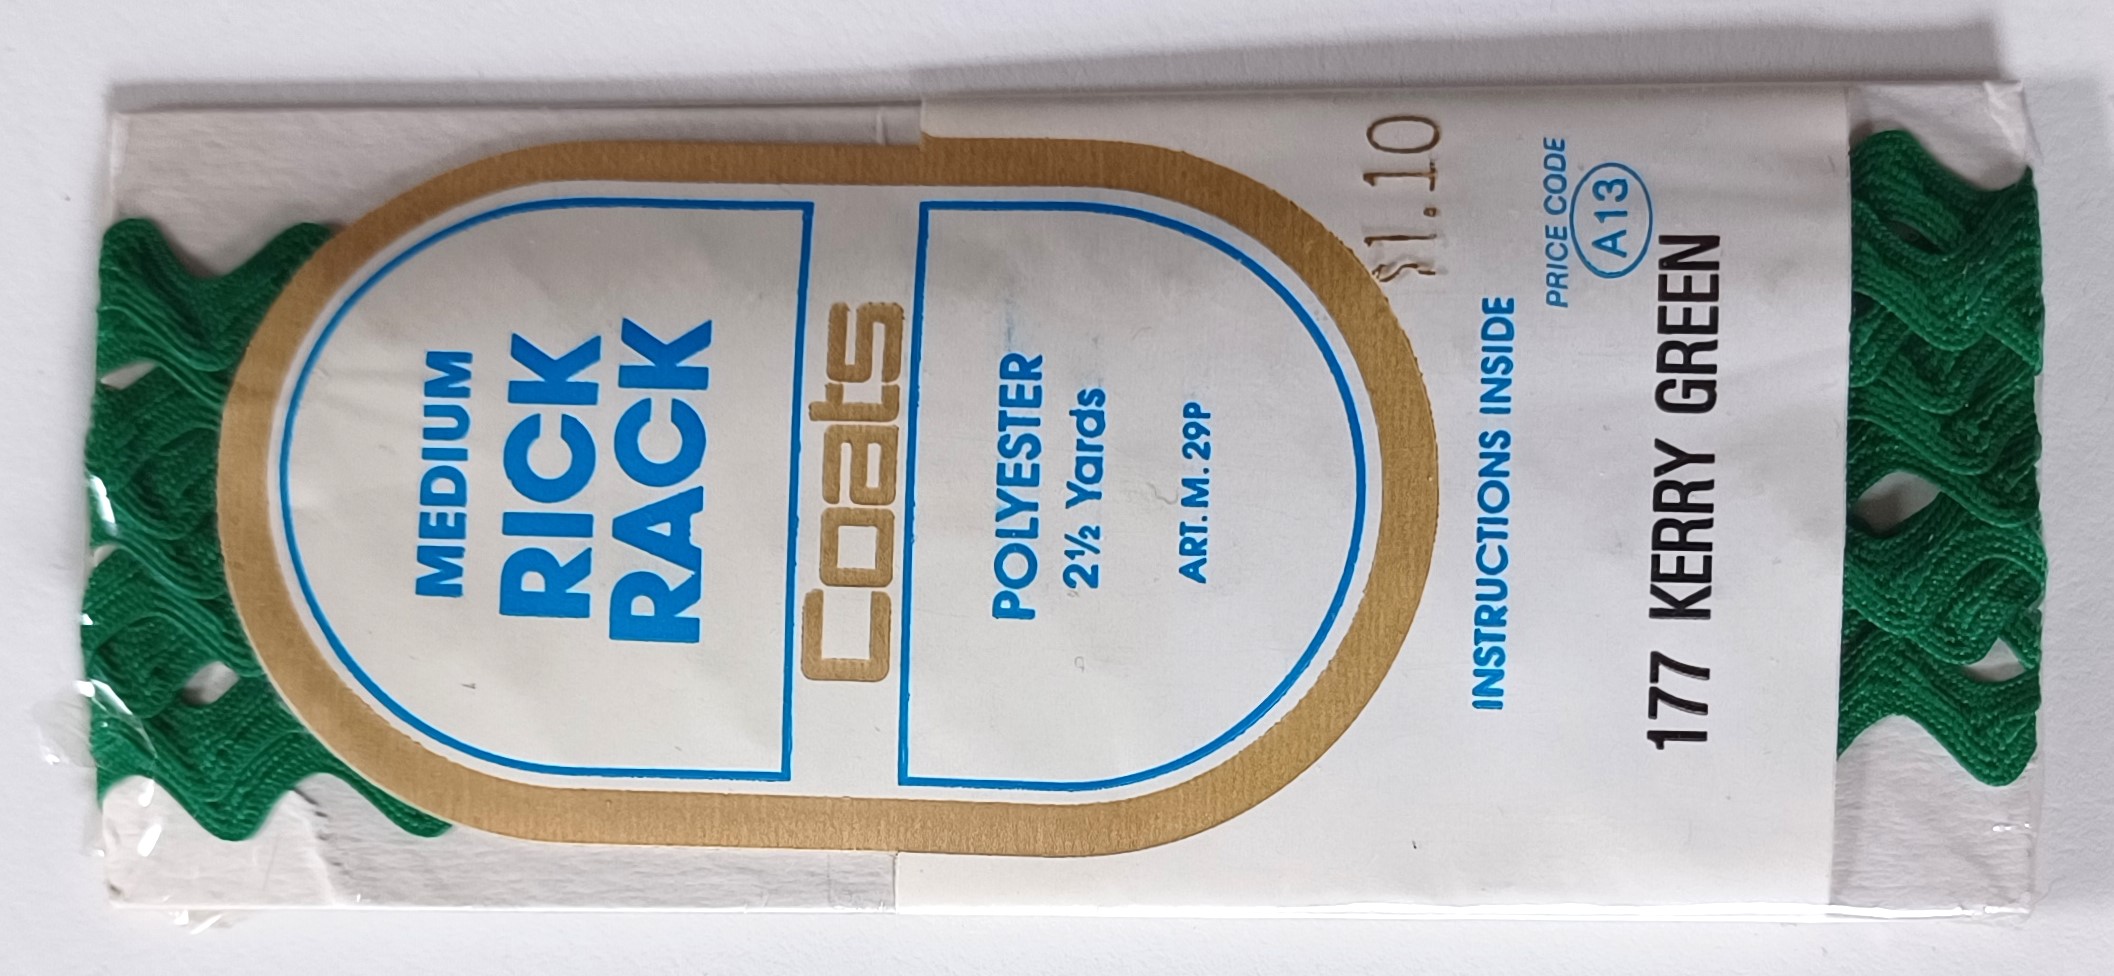 MEDIUM
RICK
RACK
coats
POLYESTER
2½ Yards
ART. M. 29P
$1.10
INSTRUCTIONS INSIDE
PRICE CODE
A13
177 KERRY GREEN